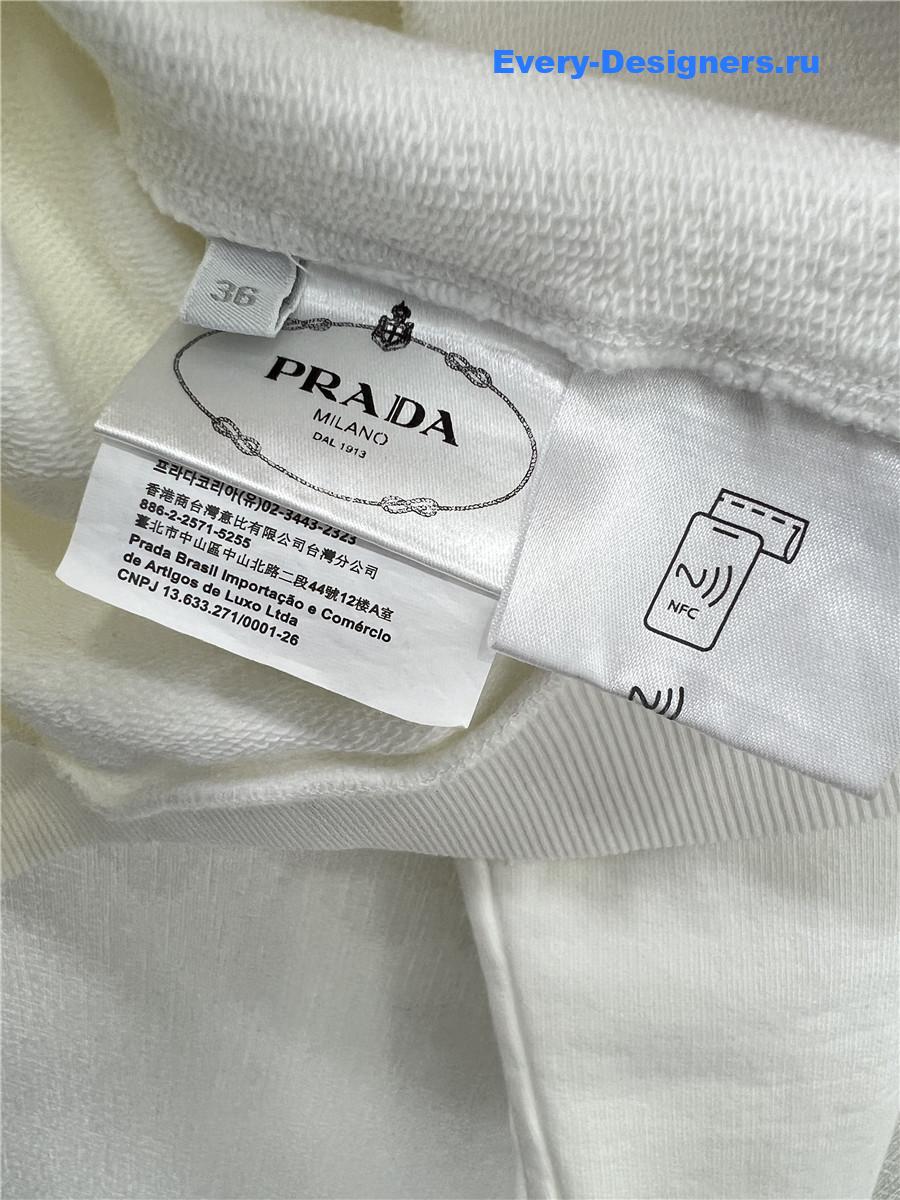 Every-Designers.ru
36
PRADA
MILANO
DAL 1913
프라다코리아(유)02-3443-2323
香港商台灣意比有限公司台灣分公司
886-2-2571-5255
臺北市中山區中山北路二段44號12楼A室
Prada Brasil Importação e Comércio
de Artigos de Luxo Ltda
CNPJ 13.633.271/0001-26
NFC